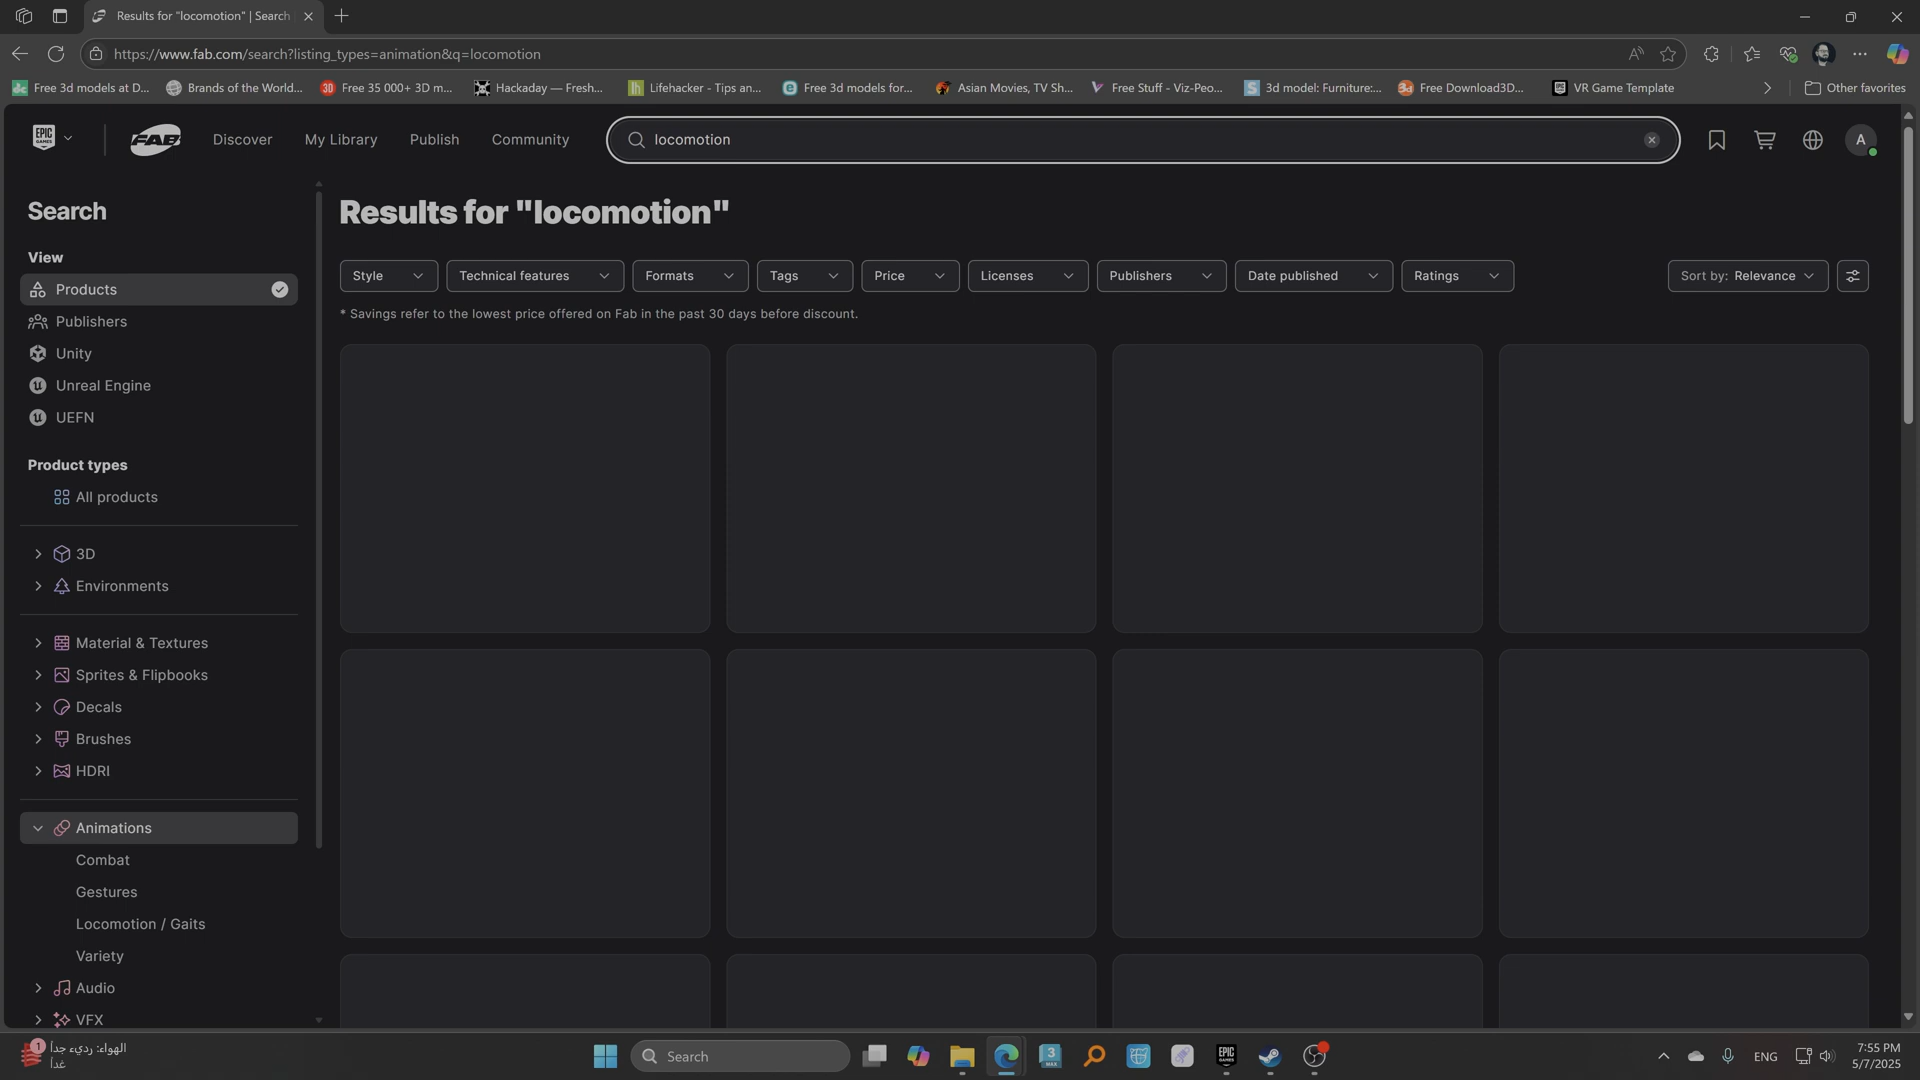 Results for "locomotion" | Search
https://www.fab.com/search?listing_types=animation&q=locomotion
Free 3d models at D...
Brands of the World...
Free 35 000+ 3D m...
Hackaday — Fresh...
Lifehacker - Tips an...
Free 3d models for...
Asian Movies, TV Sh...
Free Stuff - Viz-Peo...
3d model: Furniture:...
Free Download3D...
VR Game Template
Other favorites
EPIC GAMES
FAB
Discover
My Library
Publish
Community
locomotion
A
Search
View
Products
Publishers
Unity
Unreal Engine
UEFN
Product types
All products
3D
Environments
Material & Textures
Sprites & Flipbooks
Decals
Brushes
HDRI
Animations
Combat
Gestures
Locomotion / Gaits
Variety
Audio
VFX
Results for "locomotion"
Style
Technical features
Formats
Tags
Price
Licenses
Publishers
Date published
Ratings
Sort by: Relevance
* Savings refer to the lowest price offered on Fab in the past 30 days before discount.
1
الهواء: رديء جداً
غداً
Search
ENG
7:55 PM
5/7/2025